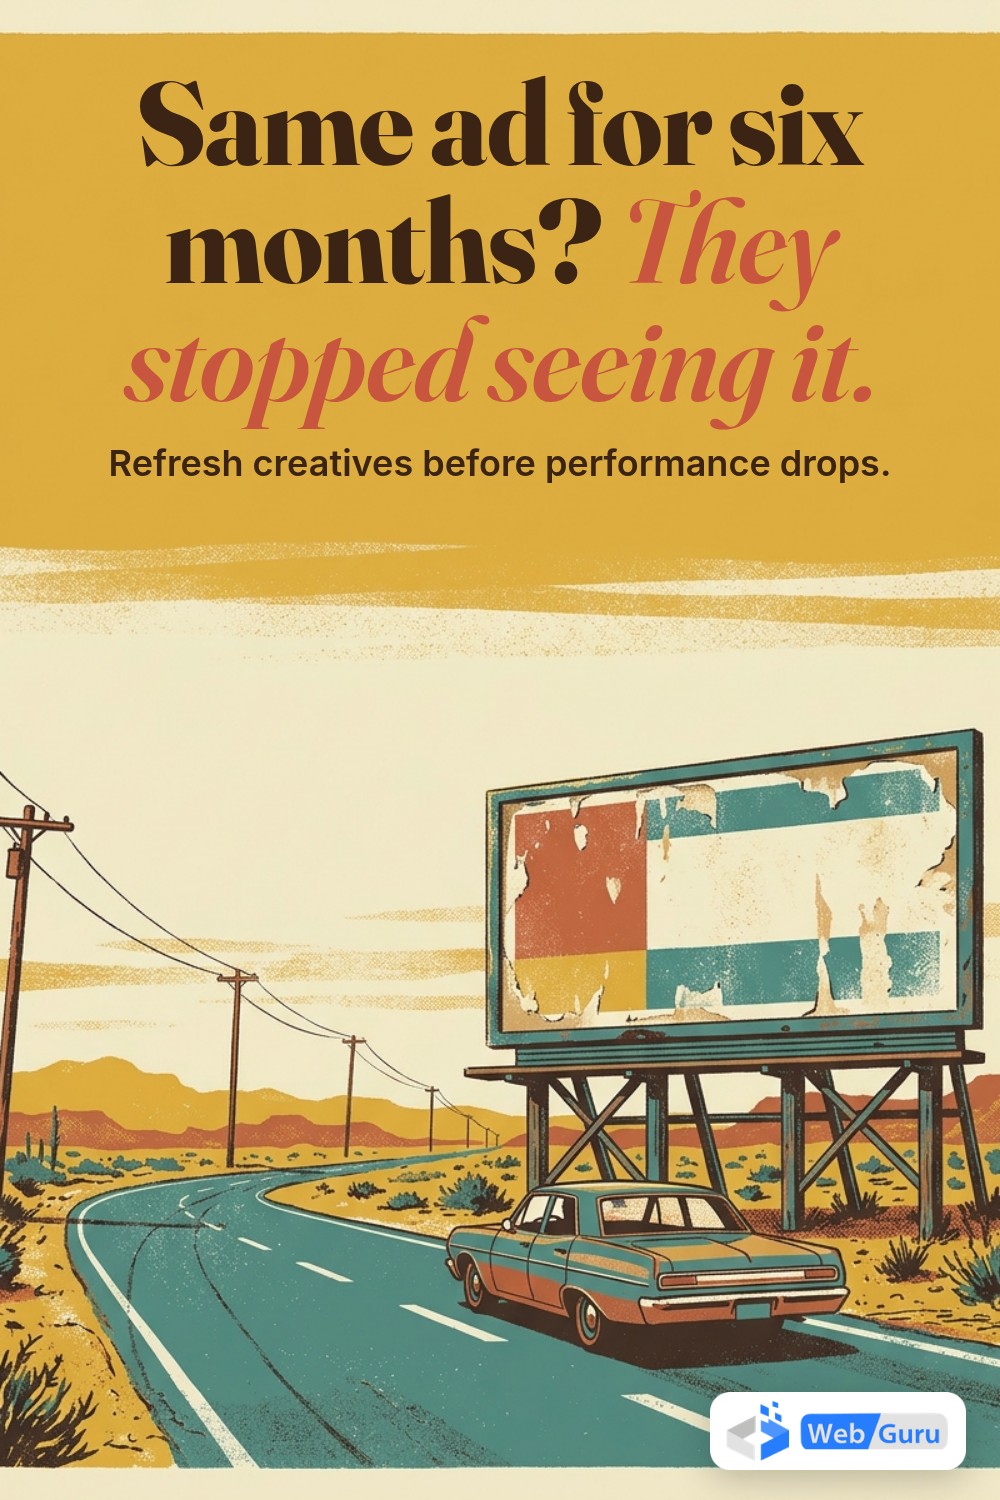 Same ad for six
months? They
stopped seeing it.
Refresh creatives before performance drops.
Web Guru